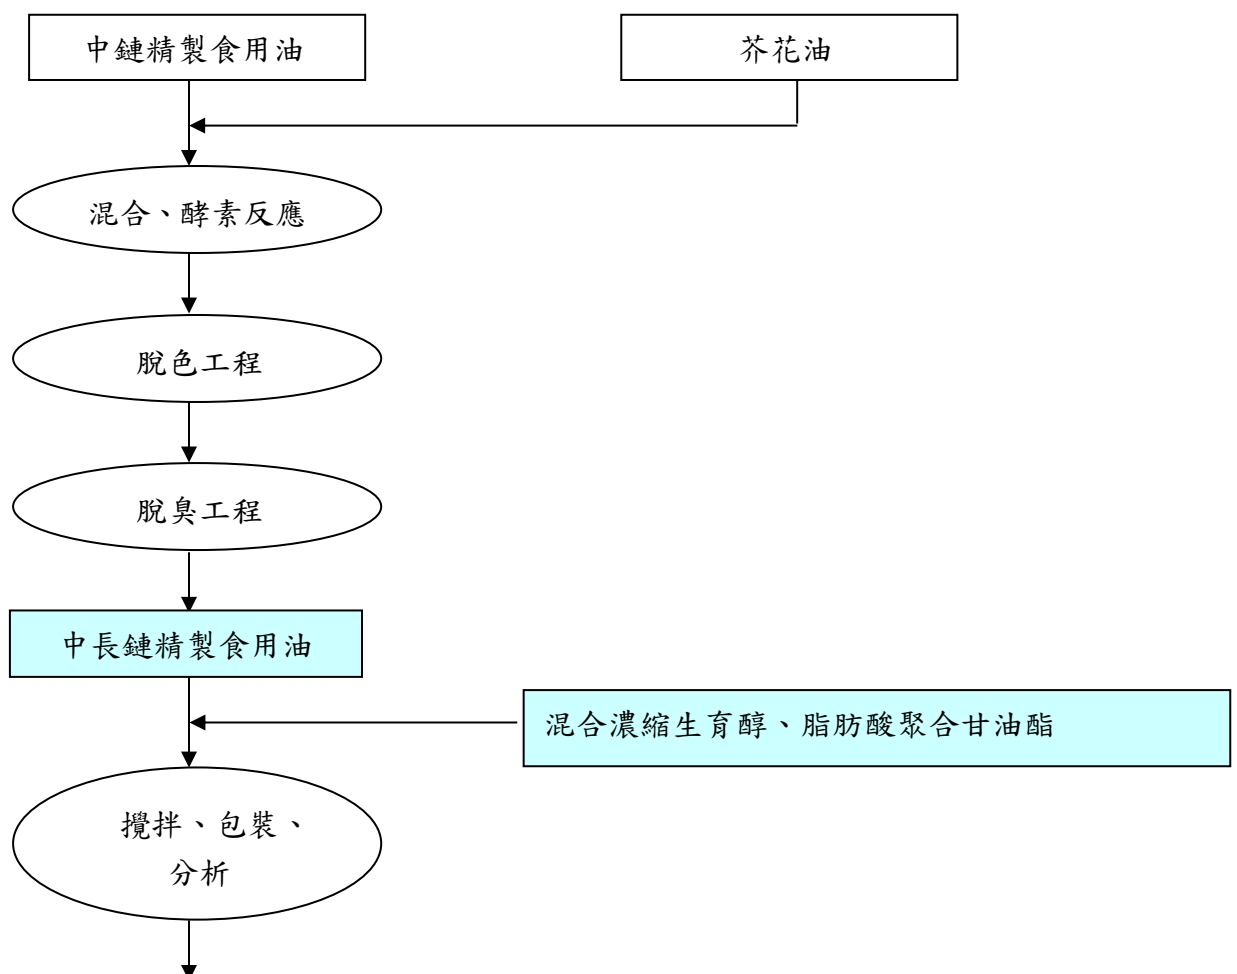 中鏈精製食用油
芥花油
混合、酵素反應
脫色工程
脫臭工程
中長鏈精製食用油
混合濃縮生育醇、脂肪酸聚合甘油酯
攪拌、包裝、
分析